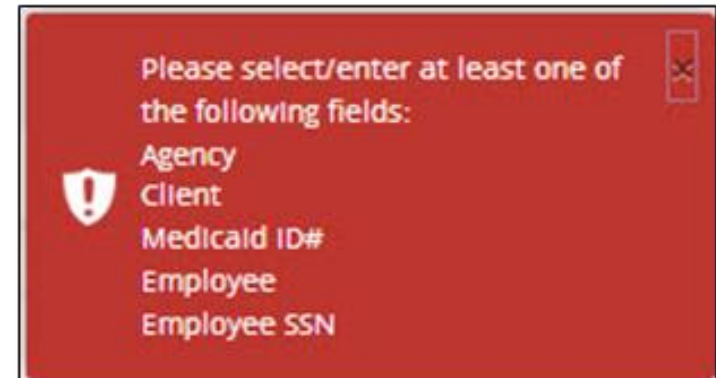 Please select/enter at least one of
the following fields:
Agency
Client
Medicaid ID#
Employee
Employee SSN